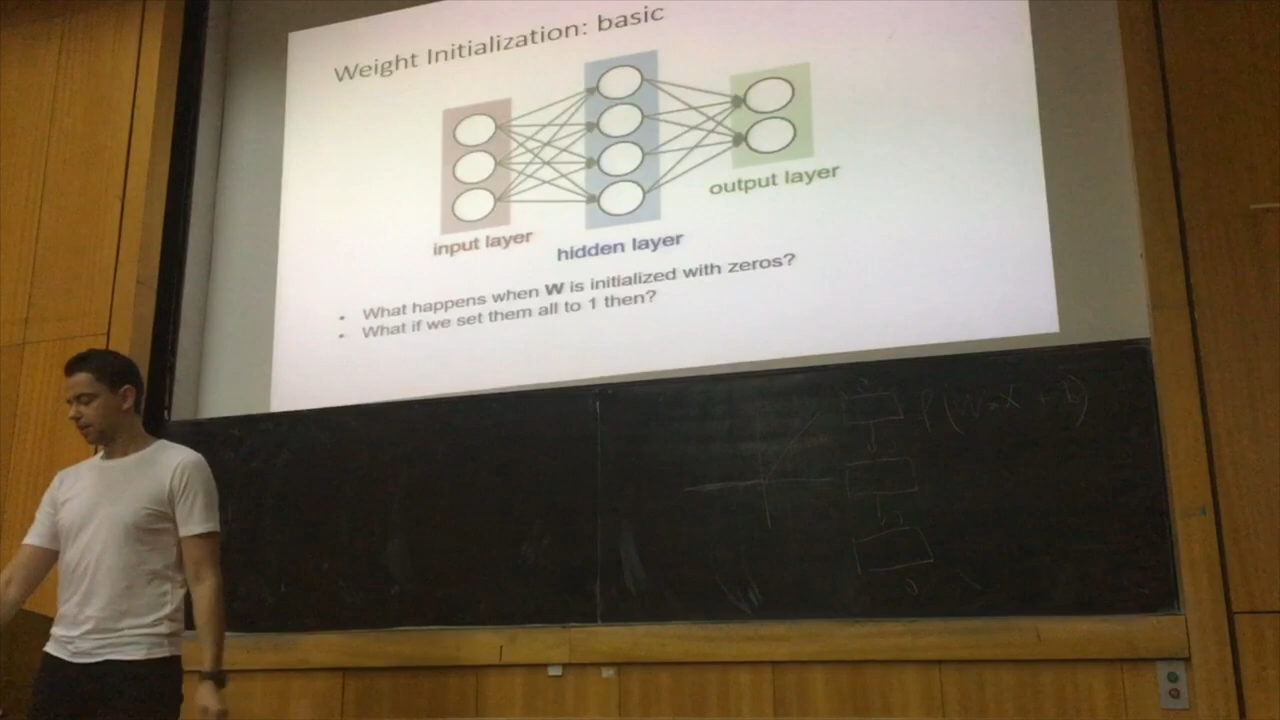 Weight Initialization: basic
input layer
hidden layer
output layer
• What happens when W is initialized with zeros?
• What if we set them all to 1 then?